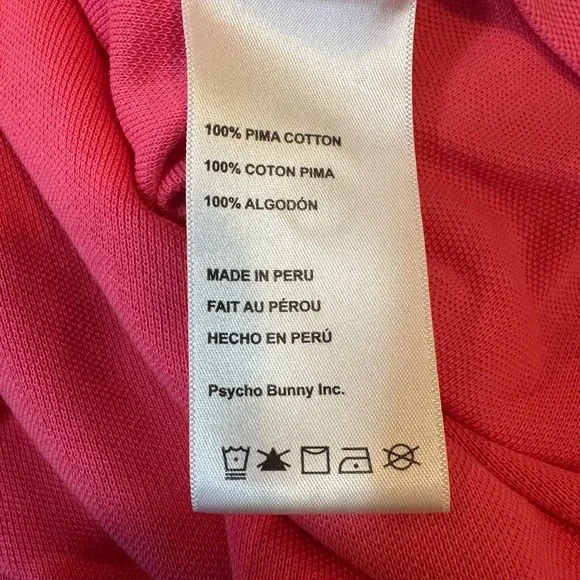 100% PIMA COTTON
100% COTON PIMA
100% ALGODÓN
MADE IN PERU
FAIT AU PÉROU
HECHO EN PERÚ
Psycho Bunny Inc.